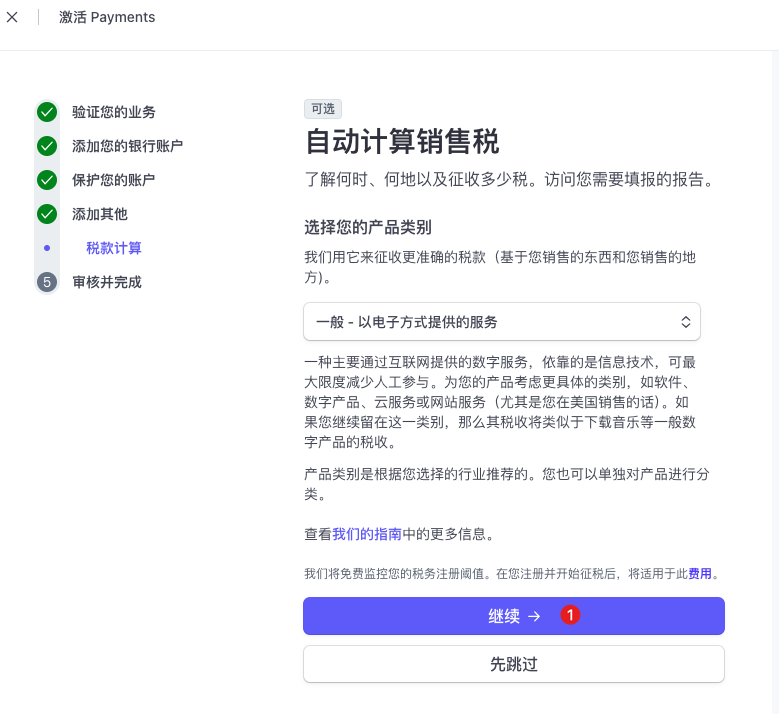 激活 Payments
验证您的业务
添加您的银行账户
保护您的账户
添加其他
税款计算
5 审核并完成
可选
自动计算销售税
了解何时、何地以及征收多少税。访问您需要填报的报告。
选择您的产品类别
我们用它来征收更准确的税款（基于您销售的东西和您销售的地
方)。
一般 - 以电子方式提供的服务
一种主要通过互联网提供的数字服务，依靠的是信息技术，可最
大限度减少人工参与。为您的产品考虑更具体的类别，如软件、
数字产品、云服务或网站服务（尤其是您在美国销售的话）。如
果您继续留在这一类别，那么其税收将类似于下载音乐等一般数
字产品的税收。
产品类别是根据您选择的行业推荐的。您也可以单独对产品进行分
类。
查看我们的指南中的更多信息。
我们将免费监控您的税务注册阈值。在您注册并开始征税后，将适用于此费用。
继续 → 1
先跳过